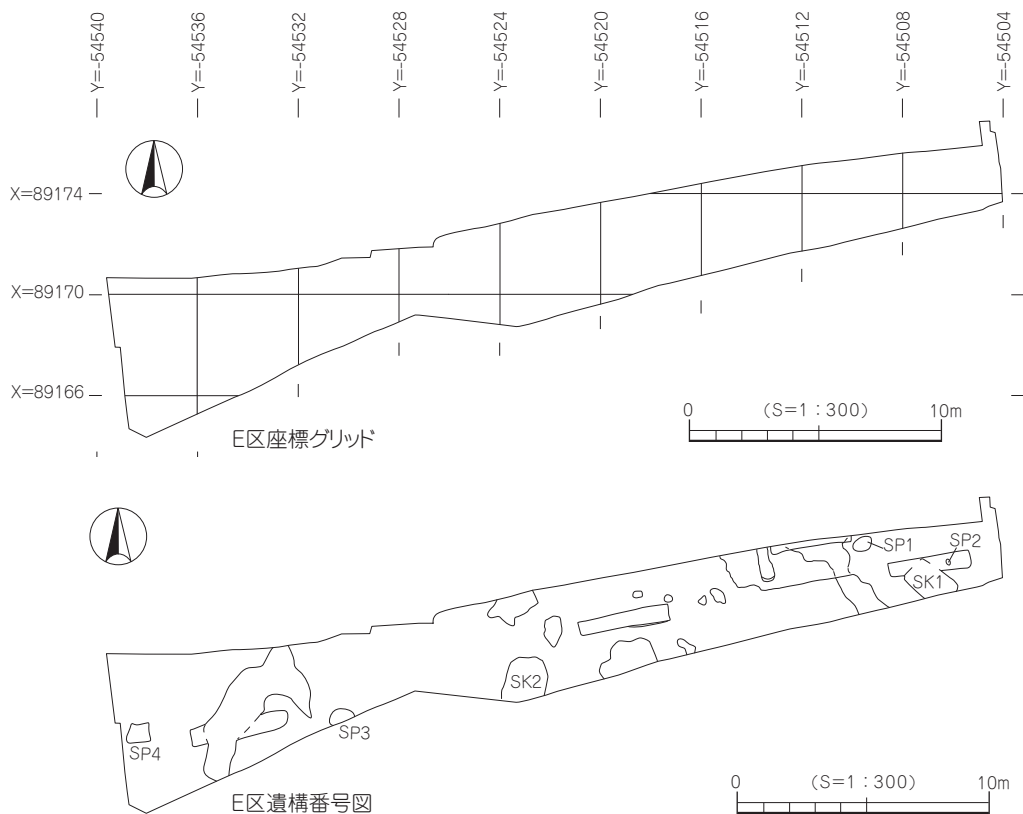 Y=-54540
Y=-54536
Y=-54532
Y=-54528
Y=-54524
Y=-54520
Y=-54516
Y=-54512
Y=-54508
Y=-54504
X=89174
X=89170
X=89166
0 (S=1：300) 10m
E区座標グリッド
SP1
SP2
SK1
SK2
SP3
SP4
0 (S=1：300) 10m
E区遺構番号図